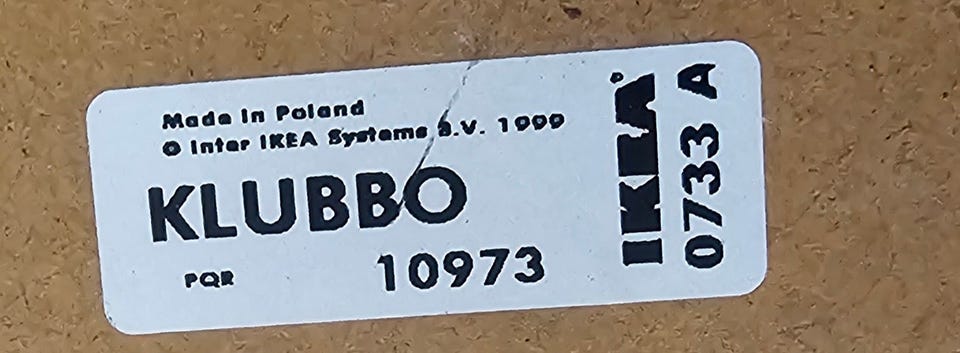 Made in Poland
© Inter IKEA Systems B.V. 1999
KLUBBO
PQR
10973
IKEA®
0733 A